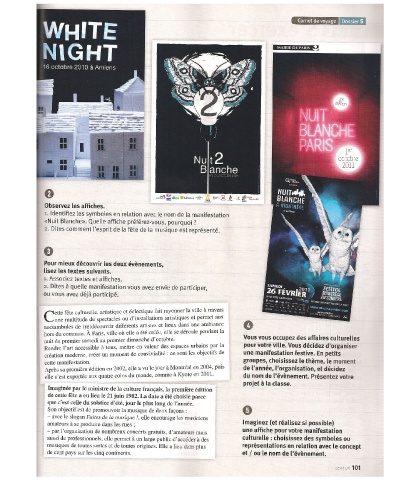 Carnet de voyage Dossier 5
WHITE
NIGHT
16 octobre 2010 à Amiens
2
Nuit 2
Blanche
MAIRIE DE PARIS
NUIT
BLANCHE
PARIS
1er
octobre
2011
NUIT
BLANCHE
SAMEDI
26 FÉVRIER
2
Observez les affiches.
1. Identifiez les symboles en relation avec le nom de la manifestation
«Nuit Blanche». Quelle affiche préférez-vous, pourquoi ?
2. Dites comment l'esprit de la fête de la musique est représenté.
3
Pour mieux découvrir les deux évènements,
lisez les textes suivants.
1. Associez textes et affiches.
2. Dites à quelle manifestation vous avez envie de participer,
ou vous avez déjà participé.
Cette fête culturelle, artistique et éclectique fait rayonner la ville à travers
une multitude de spectacles ou d'installations artistiques et permet aux
noctambules de (re)découvrir différents artistes et lieux dans une ambiance
hors du commun. À Paris, ville où elle a été créée, elle se déroule pendant la
nuit du premier samedi au premier dimanche d'octobre.
Rendre l'art accessible à tous, mettre en valeur des espaces urbains par la
création moderne, créer un moment de convivialité : ce sont les objectifs de
cette manifestation.
Après sa première édition en 2002, elle a vu le jour à Montréal en 2004, puis
elle s'est exportée aux quatre coins du monde, comme à Kyoto en 2011.
Imaginée par le ministre de la culture français, la première édition
de cette fête a eu lieu le 21 juin 1982. La date a été choisie parce
que c'est celle du solstice d'été, jour le plus long de l'année.
Son objectif est de promouvoir la musique de deux façons :
– avec le slogan Faites de la musique !, elle encourage les musiciens
amateurs à se produire dans les rues ;
– par l'organisation de nombreux concerts gratuits, d'amateurs mais
aussi de professionnels, elle permet à un large public d'accéder à des
musiques de toutes sortes et de toutes origines. Elle a lieu dans plus
de cent pays sur les cinq continents.
4
Vous vous occupez des affaires culturelles
pour votre ville. Vous décidez d'organiser
une manifestation festive. En petits
groupes, choisissez le thème, le moment
de l'année, l'organisation, et décidez
du nom de l'évènement. Présentez votre
projet à la classe.
5
Imaginez (et réalisez si possible)
une affiche pour votre manifestation
culturelle : choisissez des symboles ou
représentations en relation avec le concept
et / ou le nom de l'évènement.
101